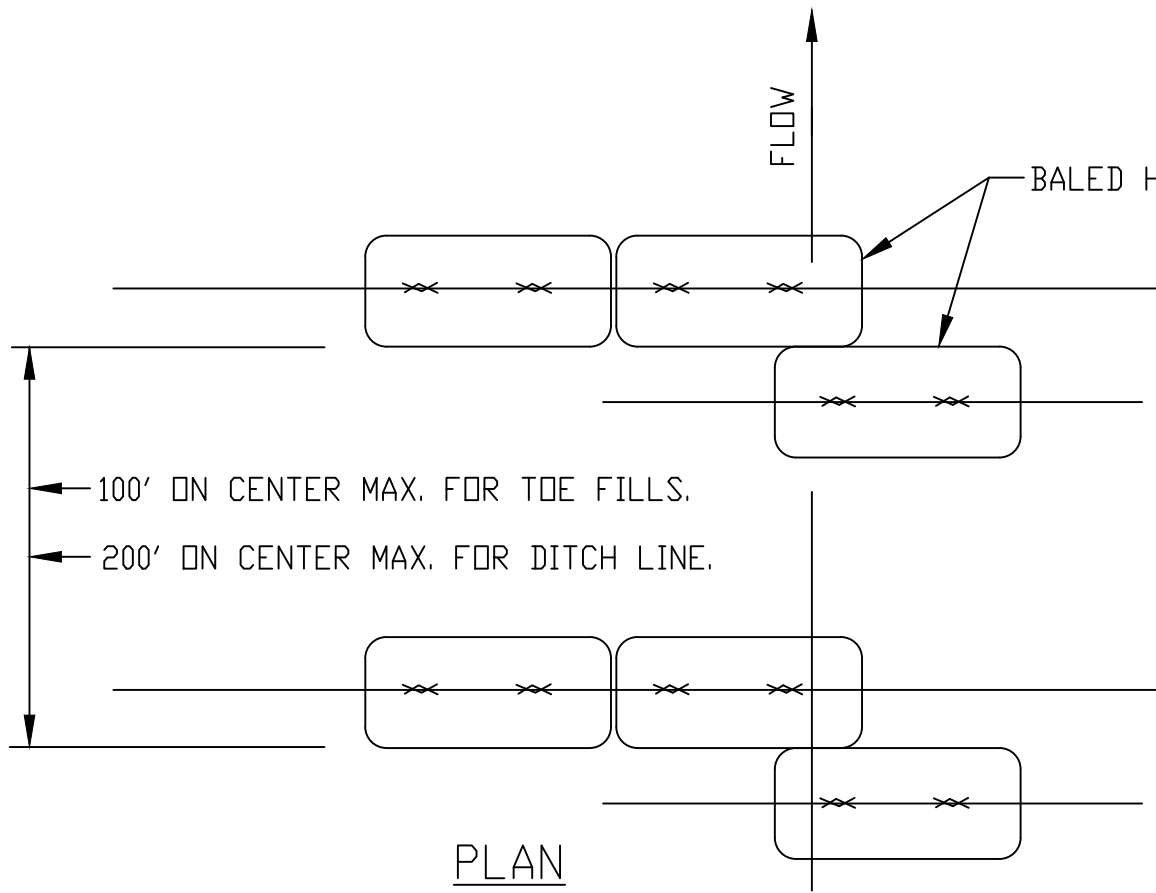 FLOW
BALED
100' ON CENTER MAX. FOR TOE FILLS.
200' ON CENTER MAX. FOR DITCH LINE.
PLAN